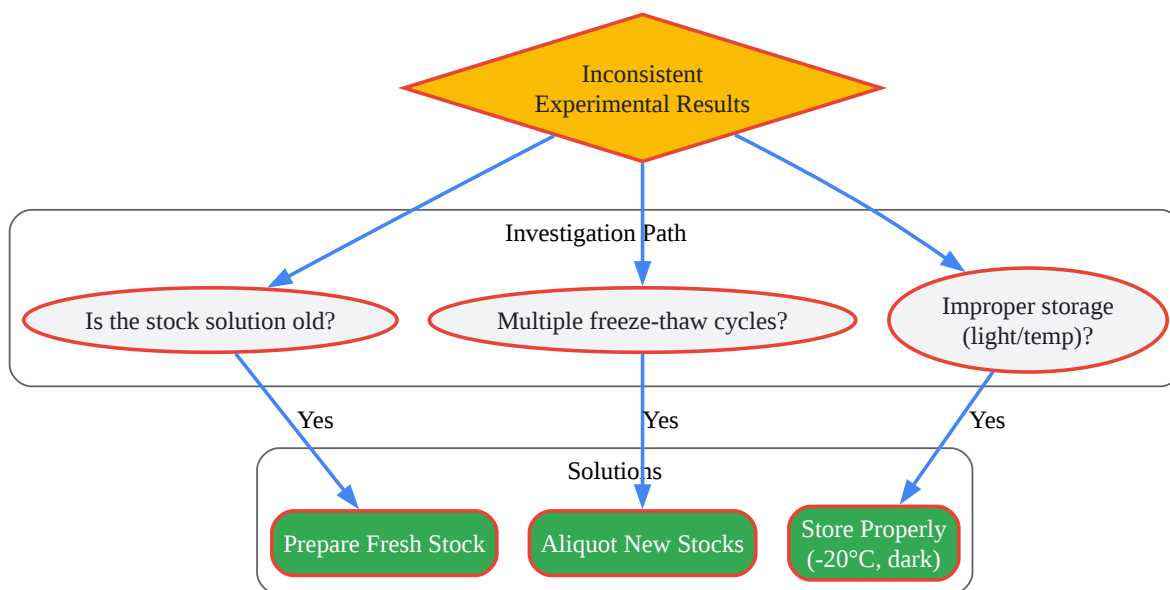 Inconsistent
Experimental Results
Investigation Path
Is the stock solution old?
Multiple freeze-thaw cycles?
Improper storage
(light/temp)?
Yes
Yes
Yes
Solutions
Prepare Fresh Stock
Aliquot New Stocks
Store Properly
(-20°C, dark)